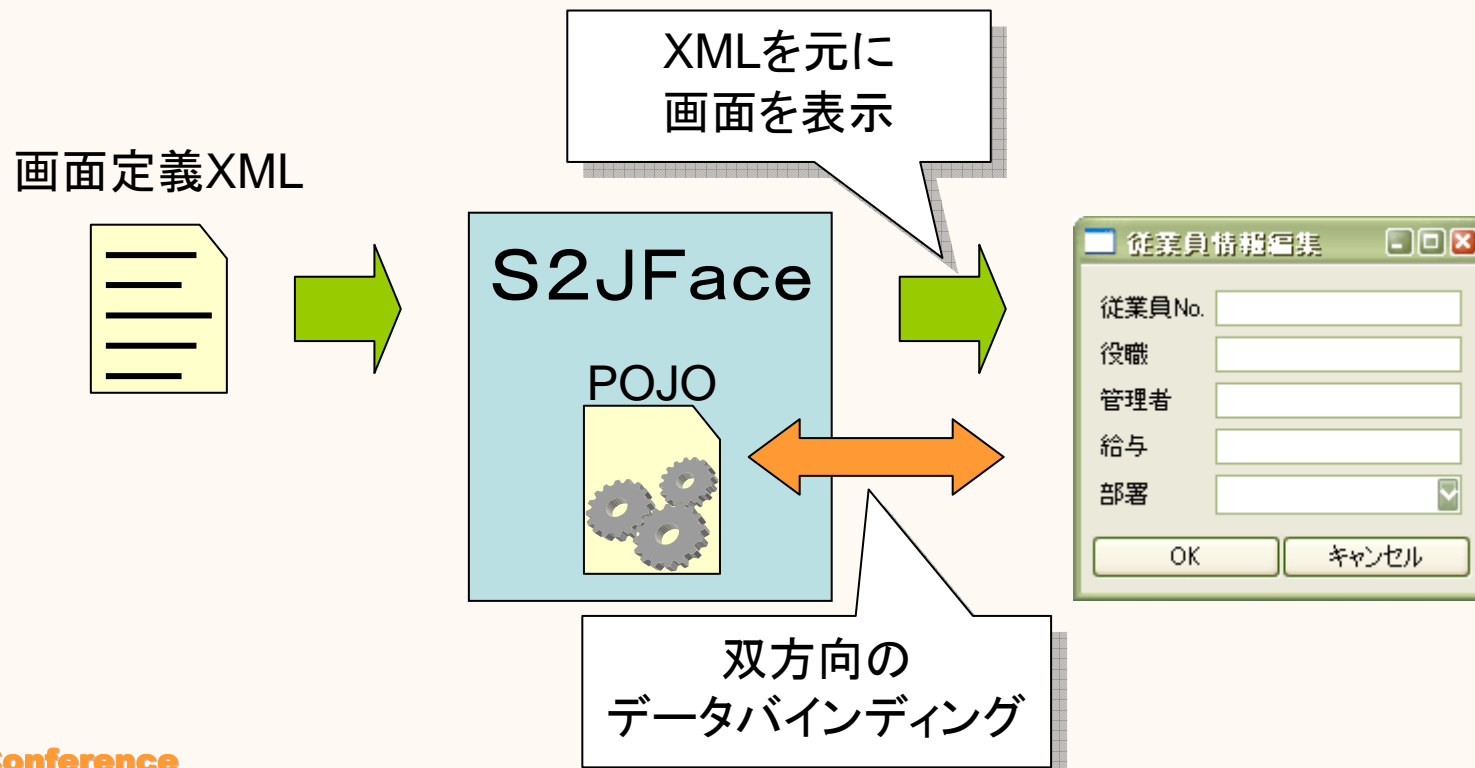 XMLを元に
画面を表示
画面定義XML
S2JFace
POJO
従業員情報編集
従業員No.
役職
管理者
給与
部署
OK
キャンセル
双方向の
データバインディング
Conference